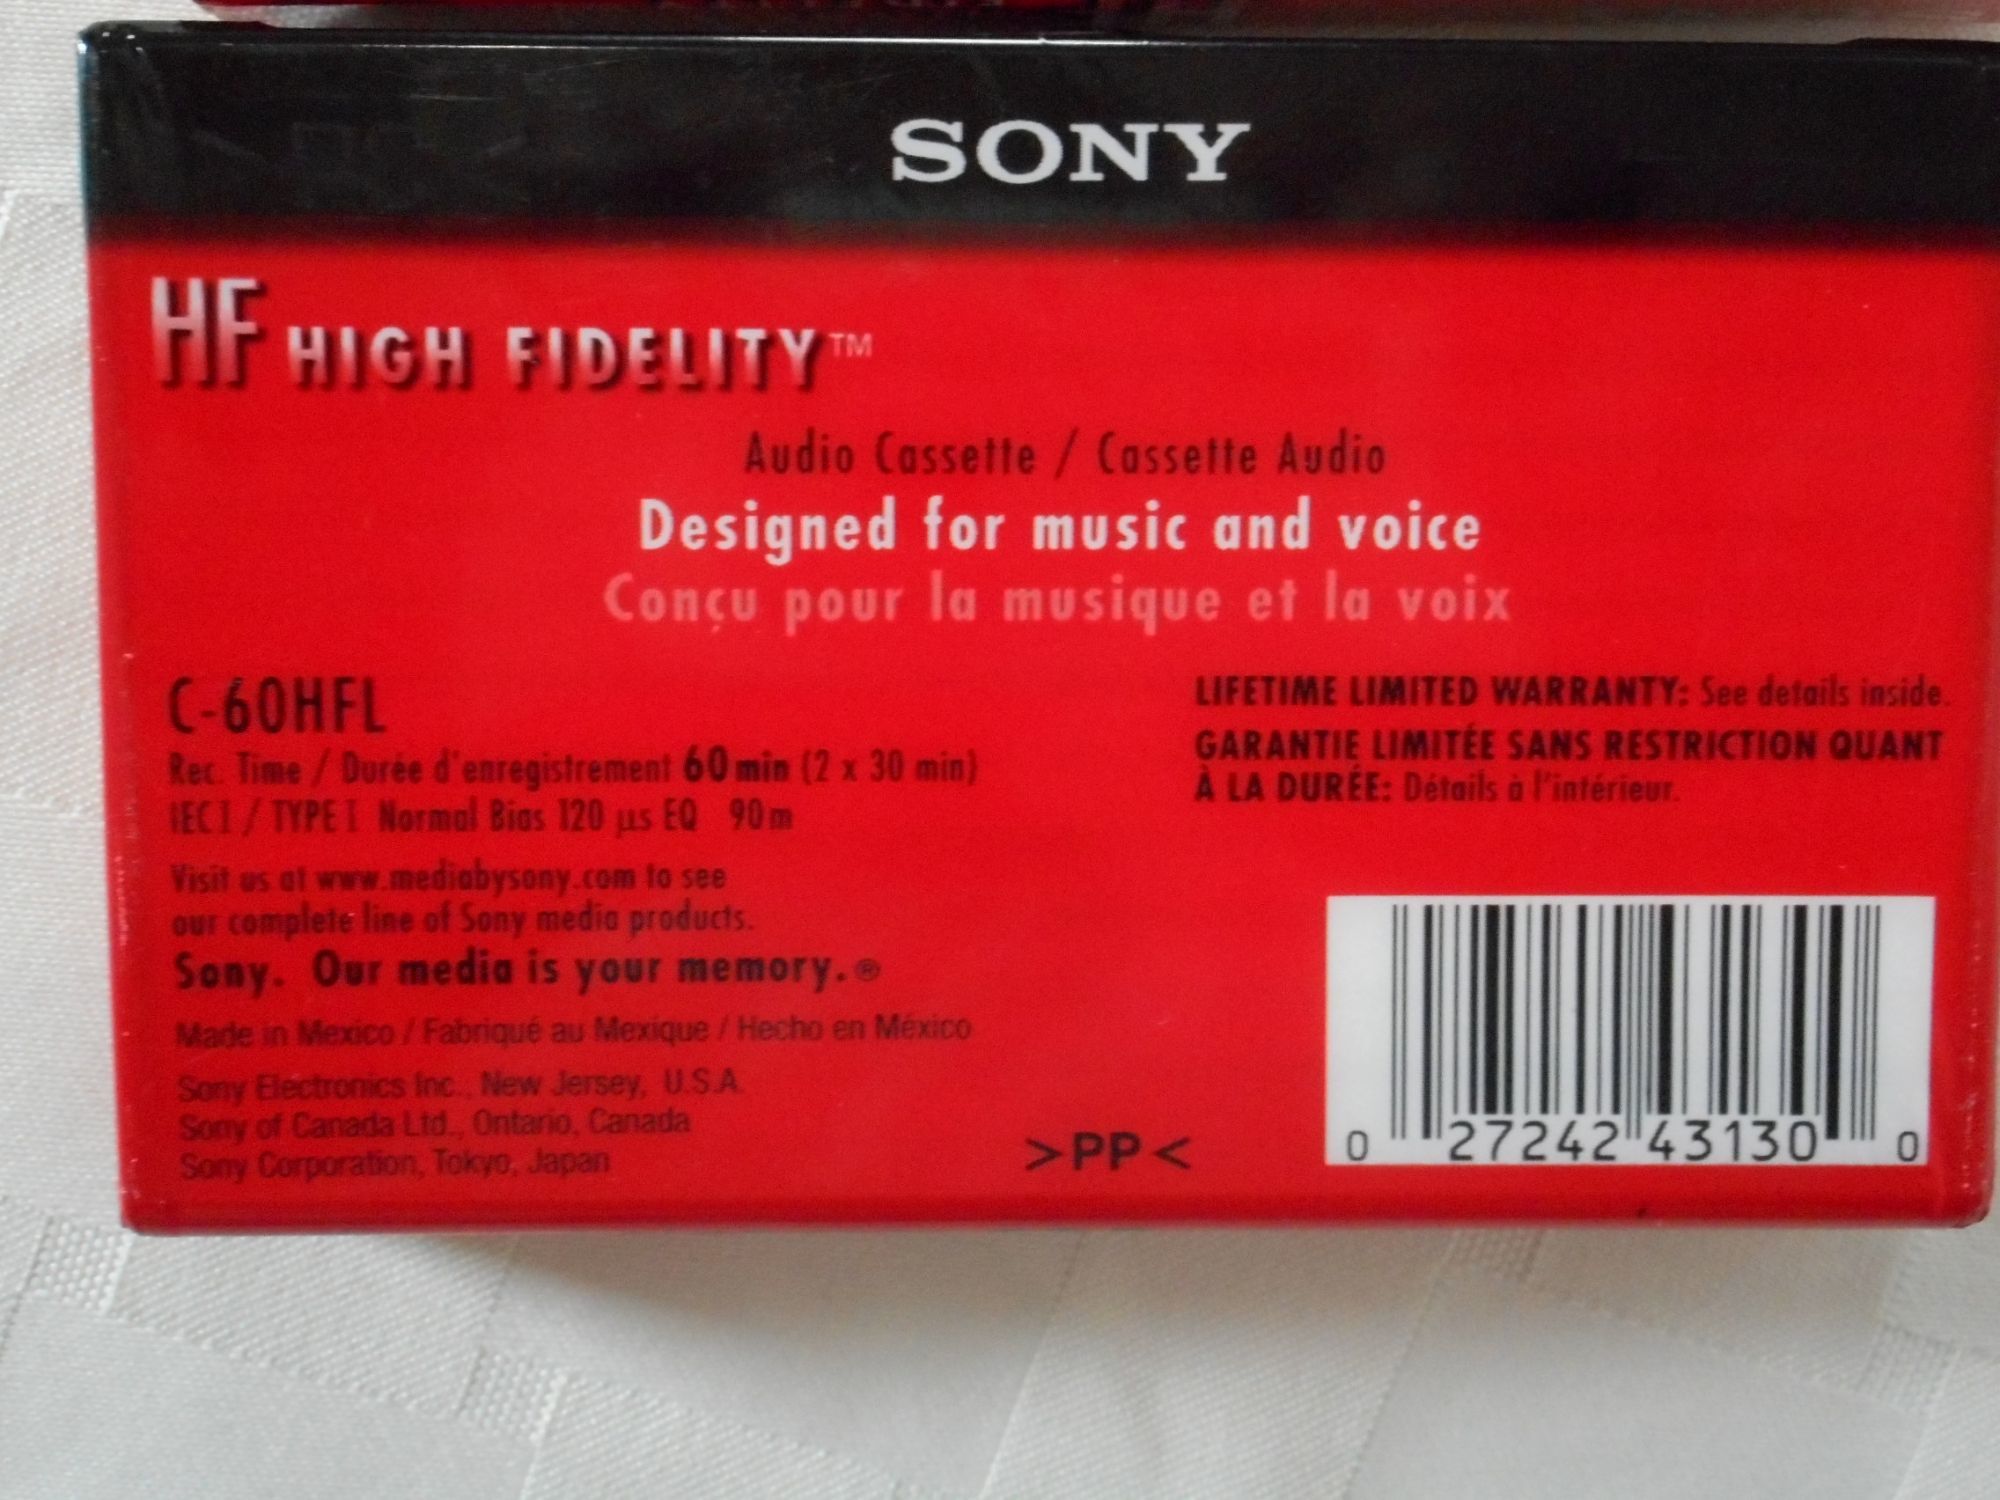 SONY
HF HIGH FIDELITY™
Audio Cassette / Cassette Audio
Designed for music and voice
Conçu pour la musique et la voix
C-60HFL
Rec. Time / Durée d'enregistrement 60 min (2 x 30 min)
IEC I / TYPE I Normal Bias 120 µs EQ 90 m
Visit us at www.mediabysony.com to see
our complete line of Sony media products.
Sony. Our media is your memory.®
Made in Mexico / Fabriqué au Mexique / Hecho en México
Sony Electronics Inc., New Jersey, U.S.A.
Sony of Canada Ltd., Ontario, Canada
Sony Corporation, Tokyo, Japan
>PP<
LIFETIME LIMITED WARRANTY: See details inside.
GARANTIE LIMITÉE SANS RESTRICTION QUANT
À LA DURÉE: Détails à l'intérieur.
0 27242 43130 0